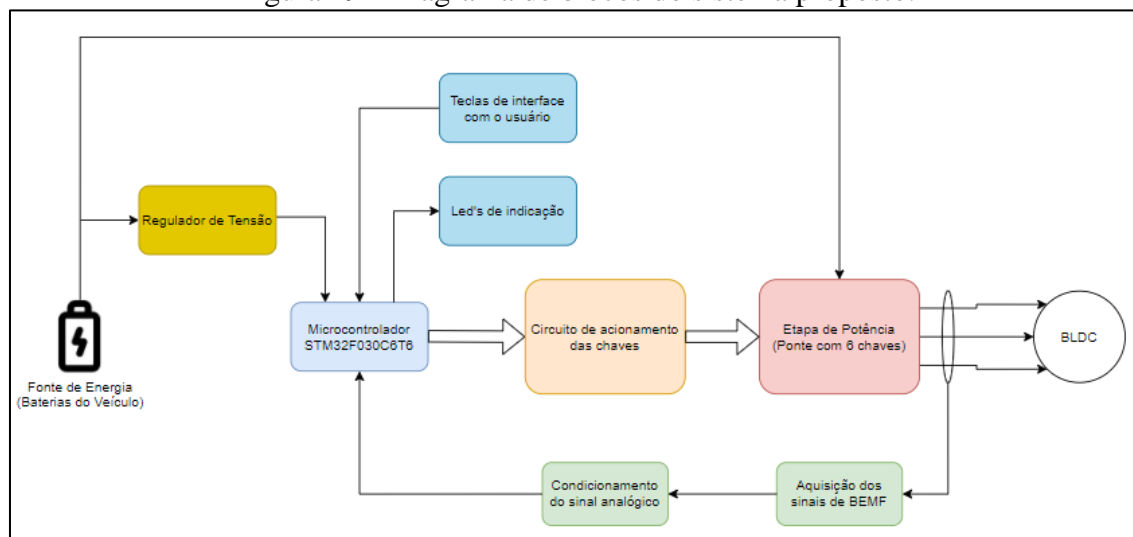 Teclas de interface
com o usuário
Regulador de Tensão
Led's de indicação
Microcontrolador
STM32F030C6T6
Circuito de acionamento
das chaves
Etapa de Potência
(Ponte com 6 chaves)
BLDC
Fonte de Energia
(Baterias do Veículo)
Condicionamento
do sinal analógico
Aquisição dos
sinais de BEMF